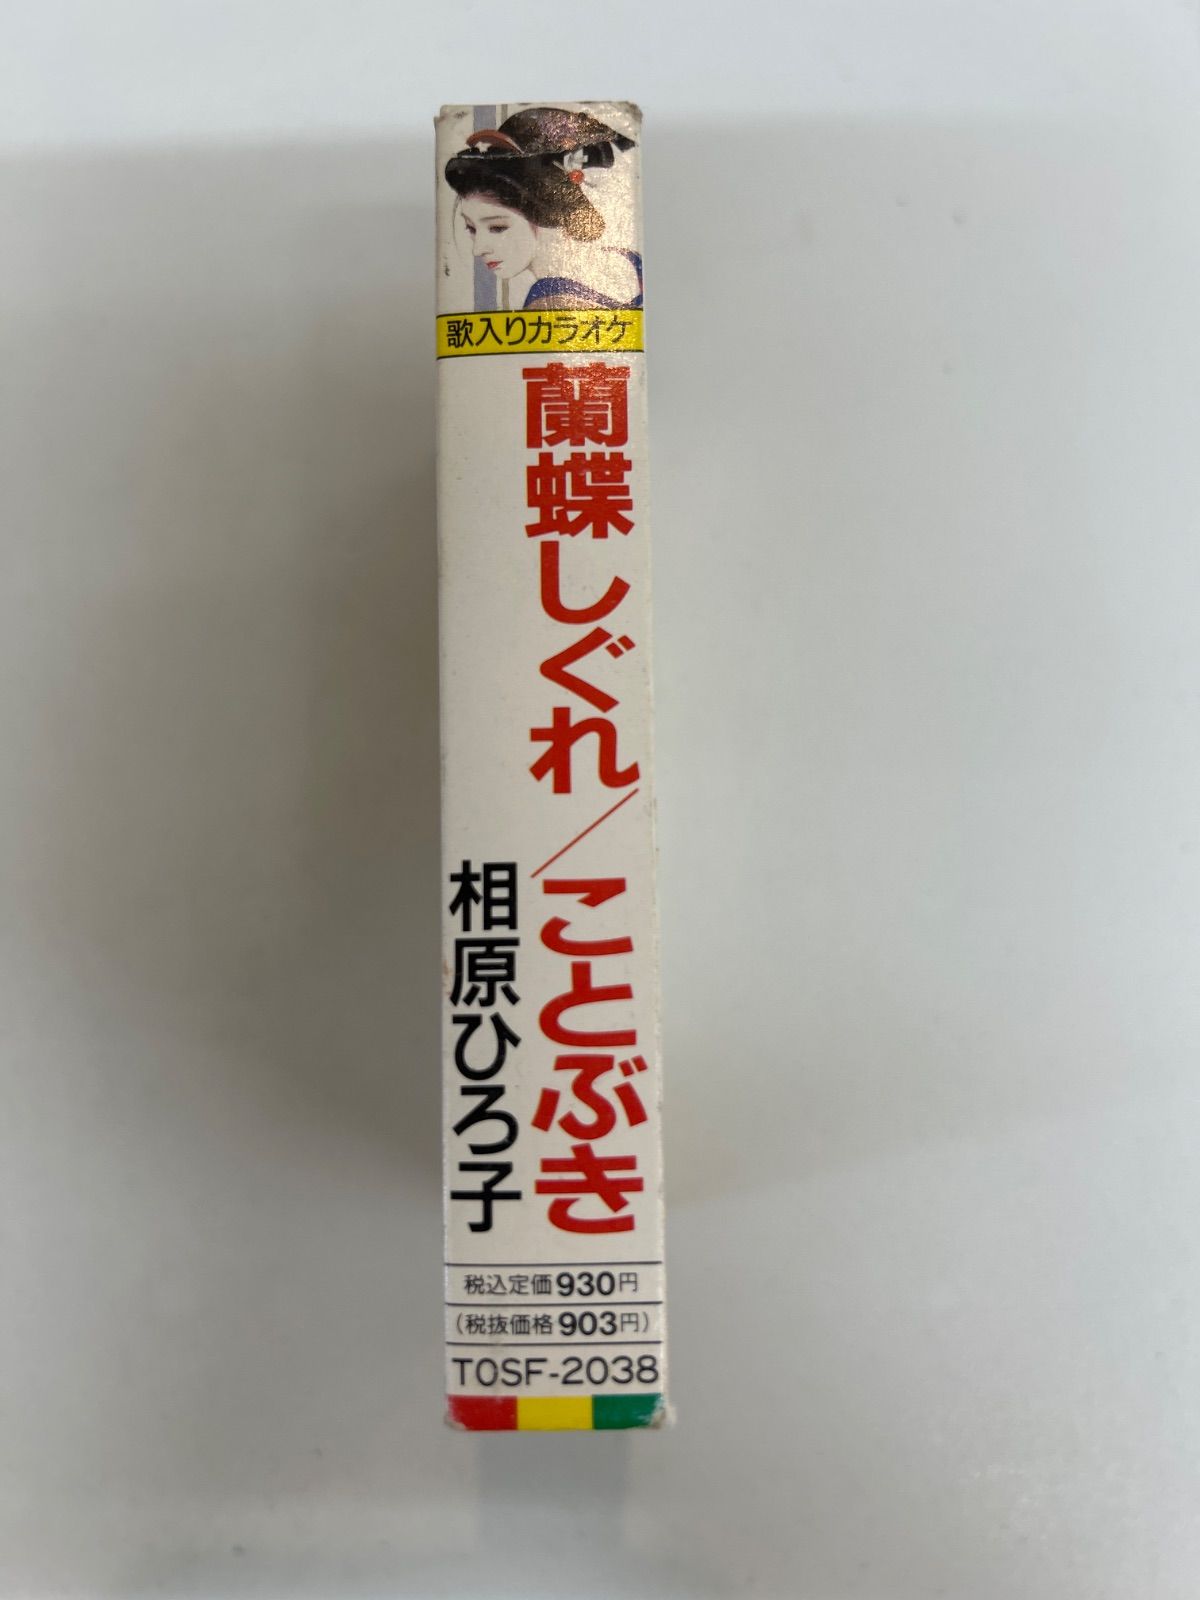 歌入りカラオケ
蘭蝶しぐれ／ことぶき
相原ひろ子
税込定価930円
(税抜価格903円)
TOSF-2038